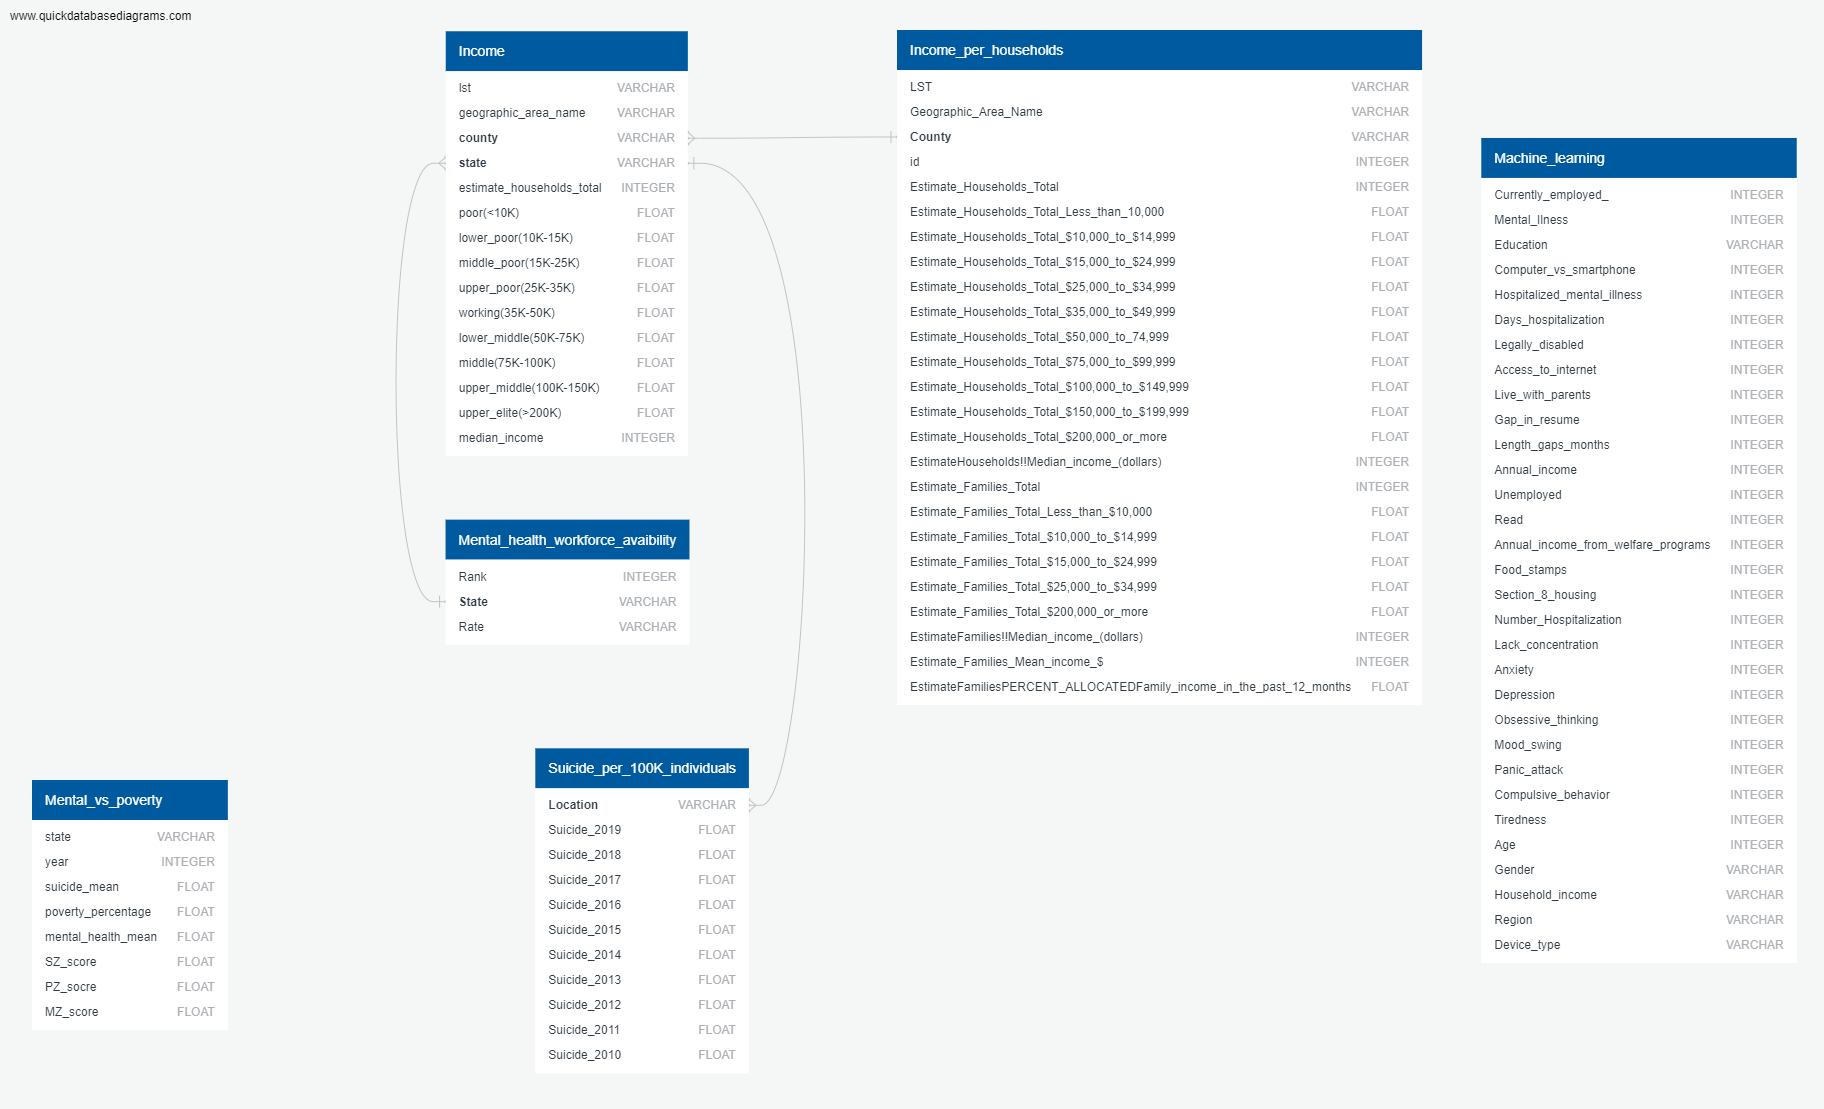 www.quickdatabasediagrams.com
Income
lst VARCHAR
geographic_area_name VARCHAR
county VARCHAR
state VARCHAR
estimate_households_total INTEGER
poor(<10K) FLOAT
lower_poor(10K-15K) FLOAT
middle_poor(15K-25K) FLOAT
upper_poor(25K-35K) FLOAT
working(35K-50K) FLOAT
lower_middle(50K-75K) FLOAT
middle(75K-100K) FLOAT
upper_middle(100K-150K) FLOAT
upper_elite(>200K) FLOAT
median_income INTEGER
Mental_health_workforce_avaibility
Rank INTEGER
State VARCHAR
Rate VARCHAR
Mental_vs_poverty
state VARCHAR
year INTEGER
suicide_mean FLOAT
poverty_percentage FLOAT
mental_health_mean FLOAT
SZ_score FLOAT
PZ_socre FLOAT
MZ_score FLOAT
Suicide_per_100K_individuals
Location VARCHAR
Suicide_2019 FLOAT
Suicide_2018 FLOAT
Suicide_2017 FLOAT
Suicide_2016 FLOAT
Suicide_2015 FLOAT
Suicide_2014 FLOAT
Suicide_2013 FLOAT
Suicide_2012 FLOAT
Suicide_2011 FLOAT
Suicide_2010 FLOAT
Income_per_households
LST VARCHAR
Geographic_Area_Name VARCHAR
County VARCHAR
id INTEGER
Estimate_Households_Total INTEGER
Estimate_Households_Total_Less_than_10,000 FLOAT
Estimate_Households_Total_$10,000_to_$14,999 FLOAT
Estimate_Households_Total_$15,000_to_$24,999 FLOAT
Estimate_Households_Total_$25,000_to_$34,999 FLOAT
Estimate_Households_Total_$35,000_to_$49,999 FLOAT
Estimate_Households_Total_$50,000_to_74,999 FLOAT
Estimate_Households_Total_$75,000_to_$99,999 FLOAT
Estimate_Households_Total_$100,000_to_$149,999 FLOAT
Estimate_Households_Total_$150,000_to_$199,999 FLOAT
Estimate_Households_Total_$200,000_or_more FLOAT
EstimateHouseholds!!Median_income_(dollars) INTEGER
Estimate_Families_Total INTEGER
Estimate_Families_Total_Less_than_$10,000 FLOAT
Estimate_Families_Total_$10,000_to_$14,999 FLOAT
Estimate_Families_Total_$15,000_to_$24,999 FLOAT
Estimate_Families_Total_$25,000_to_$34,999 FLOAT
Estimate_Families_Total_$200,000_or_more FLOAT
EstimateFamilies!!Median_income_(dollars) INTEGER
Estimate_Families_Mean_income_$ INTEGER
EstimateFamiliesPERCENT_ALLOCATEDFamily_income_in_the_past_12_months FLOAT
Machine_learning
Currently_employed_ INTEGER
Mental_Ilness INTEGER
Education VARCHAR
Computer_vs_smartphone INTEGER
Hospitalized_mental_illness INTEGER
Days_hospitalization INTEGER
Legally_disabled INTEGER
Access_to_internet INTEGER
Live_with_parents INTEGER
Gap_in_resume INTEGER
Length_gaps_months INTEGER
Annual_income INTEGER
Unemployed INTEGER
Read INTEGER
Annual_income_from_welfare_programs INTEGER
Food_stamps INTEGER
Section_8_housing INTEGER
Number_Hospitalization INTEGER
Lack_concentration INTEGER
Anxiety INTEGER
Depression INTEGER
Obsessive_thinking INTEGER
Mood_swing INTEGER
Panic_attack INTEGER
Compulsive_behavior INTEGER
Tiredness INTEGER
Age INTEGER
Gender VARCHAR
Household_income VARCHAR
Region VARCHAR
Device_type VARCHAR